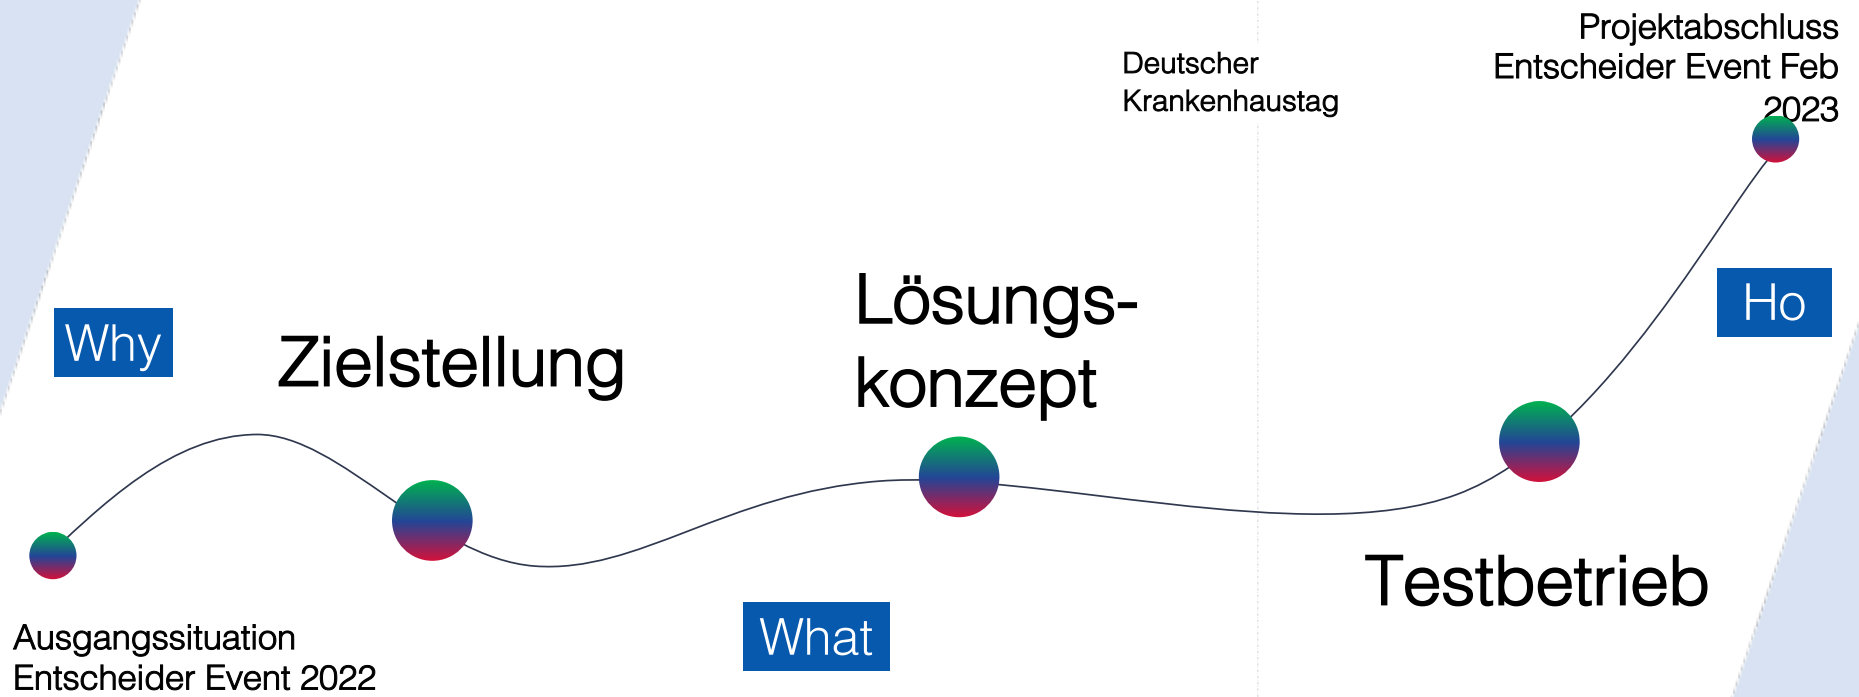 Projektabschluss
Entscheider Event Feb
2023
Deutscher
Krankenhaustag
Why
Zielstellung
Lösungs-
konzept
Ho
What
Testbetrieb
Ausgangssituation
Entscheider Event 2022